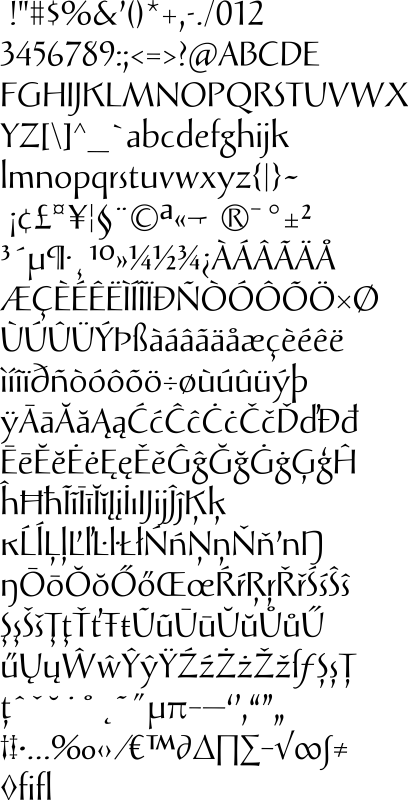 !"#$%&'()*+,-./012
3456789:;<=>?@ABCDE
FGHIJKLMNOPQRSTUVWX
YZ[\]^_`abcdefghijk
lmnopqrstuvwxyz{|}~
¡¢£¤¥¦§¨©ª«¬ ®¯°±²
³´µ¶·¸¹º»¼½¾¿ÀÁÂÃÄÅ
ÆÇÈÉÊËÌÍÎÏÐÑÒÓÔÕÖ×Ø
ÙÚÛÜÝÞßàáâãäåæçèéêë
ìíîïðñòóôõö÷øùúûüýþ
ÿĀāĂăĄąĆćĈĉĊċČčĎďĐđ
ĒēĔĕĖėĘęĚěĜĝĞğĠġĢģĤ
ĥĦħĨĩĪīĬĭĮįİıIJijĴĵĶķ
ĸĹĺĻļĽľĿŀŁłŃńŅņŇňŉŊ
ŋŌōŎŏŐőŒœŔŕŖŗŘřŚśŜŝ
ŞşŠšŢţŤťŦŧŨũŪūŬŭŮůŰ
űŲųŴŵŶŷŸŹźŻżŽžſƒȘșȚ
țˆˇ˘˙˚˛˜˝µπ–—‘’‚“”„
†‡•…‰‹›⁄€™∂∆∏∑−√∞∫≠
◊fifl